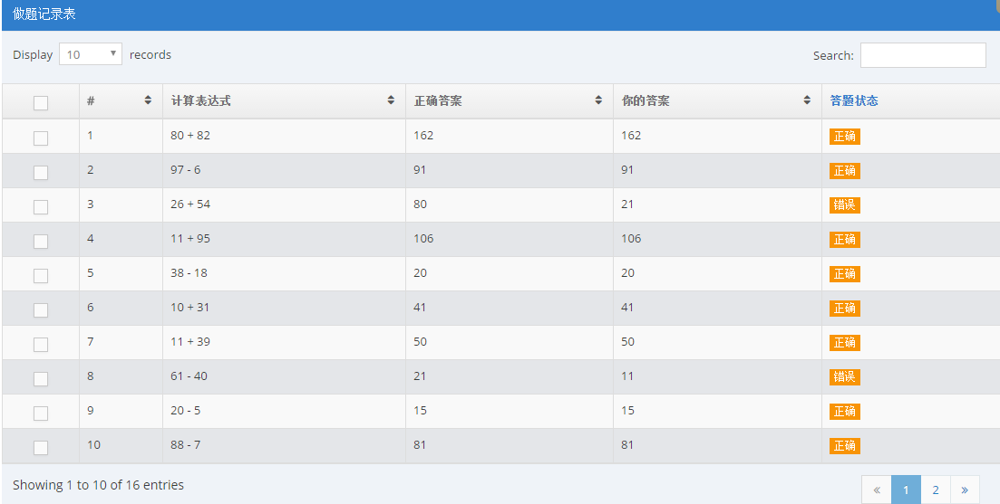 做题记录表
Display 10 records Search:
# 计算表达式 正确答案 你的答案 答题状态
1 80 + 82 162 162 正确
2 97 - 6 91 91 正确
3 26 + 54 80 21 错误
4 11 + 95 106 106 正确
5 38 - 18 20 20 正确
6 10 + 31 41 41 正确
7 11 + 39 50 50 正确
8 61 - 40 21 11 错误
9 20 - 5 15 15 正确
10 88 - 7 81 81 正确
Showing 1 to 10 of 16 entries « 1 2 »